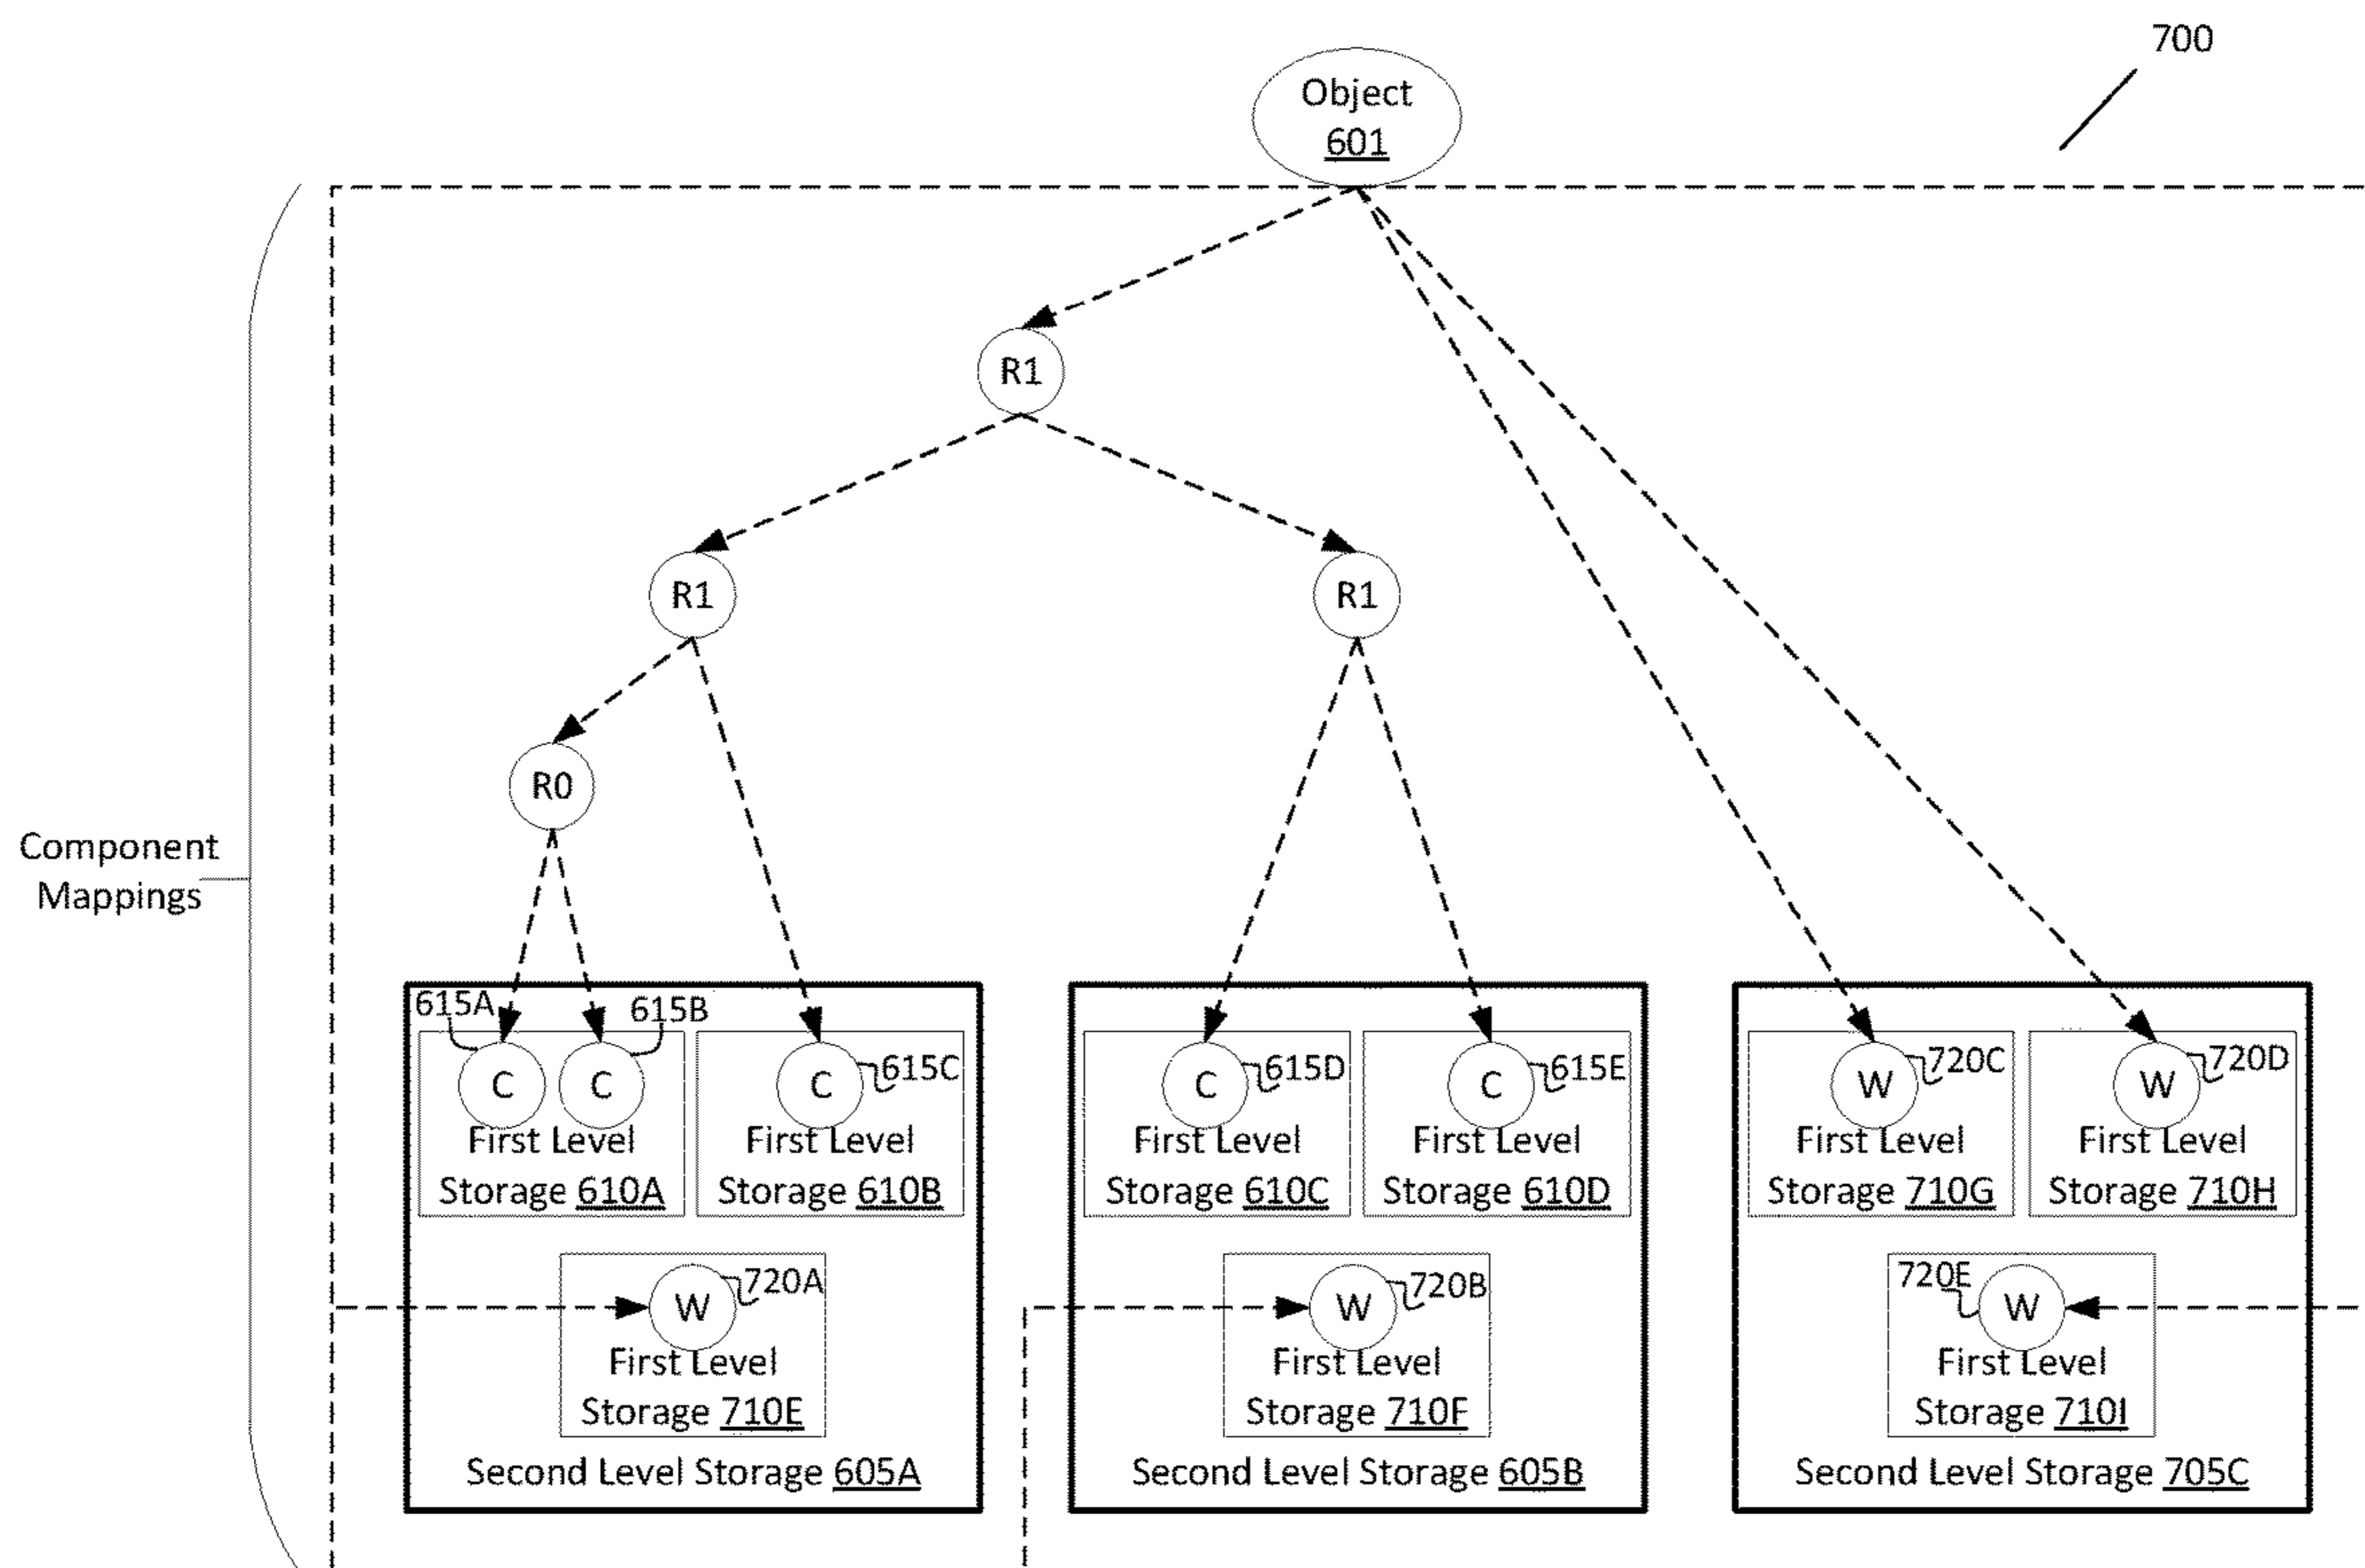 700
Object
601
R1
R1
R1
R0
Component
Mappings
615A
615B
C
C
C
615C
First Level
Storage 610A
First Level
Storage 610B
W
720A
First Level
Storage 710E
Second Level Storage 605A
C
615D
C
615E
First Level
Storage 610C
First Level
Storage 610D
W
720B
First Level
Storage 710F
Second Level Storage 605B
W
720C
W
720D
First Level
Storage 710G
First Level
Storage 710H
720E
W
First Level
Storage 710I
Second Level Storage 705C